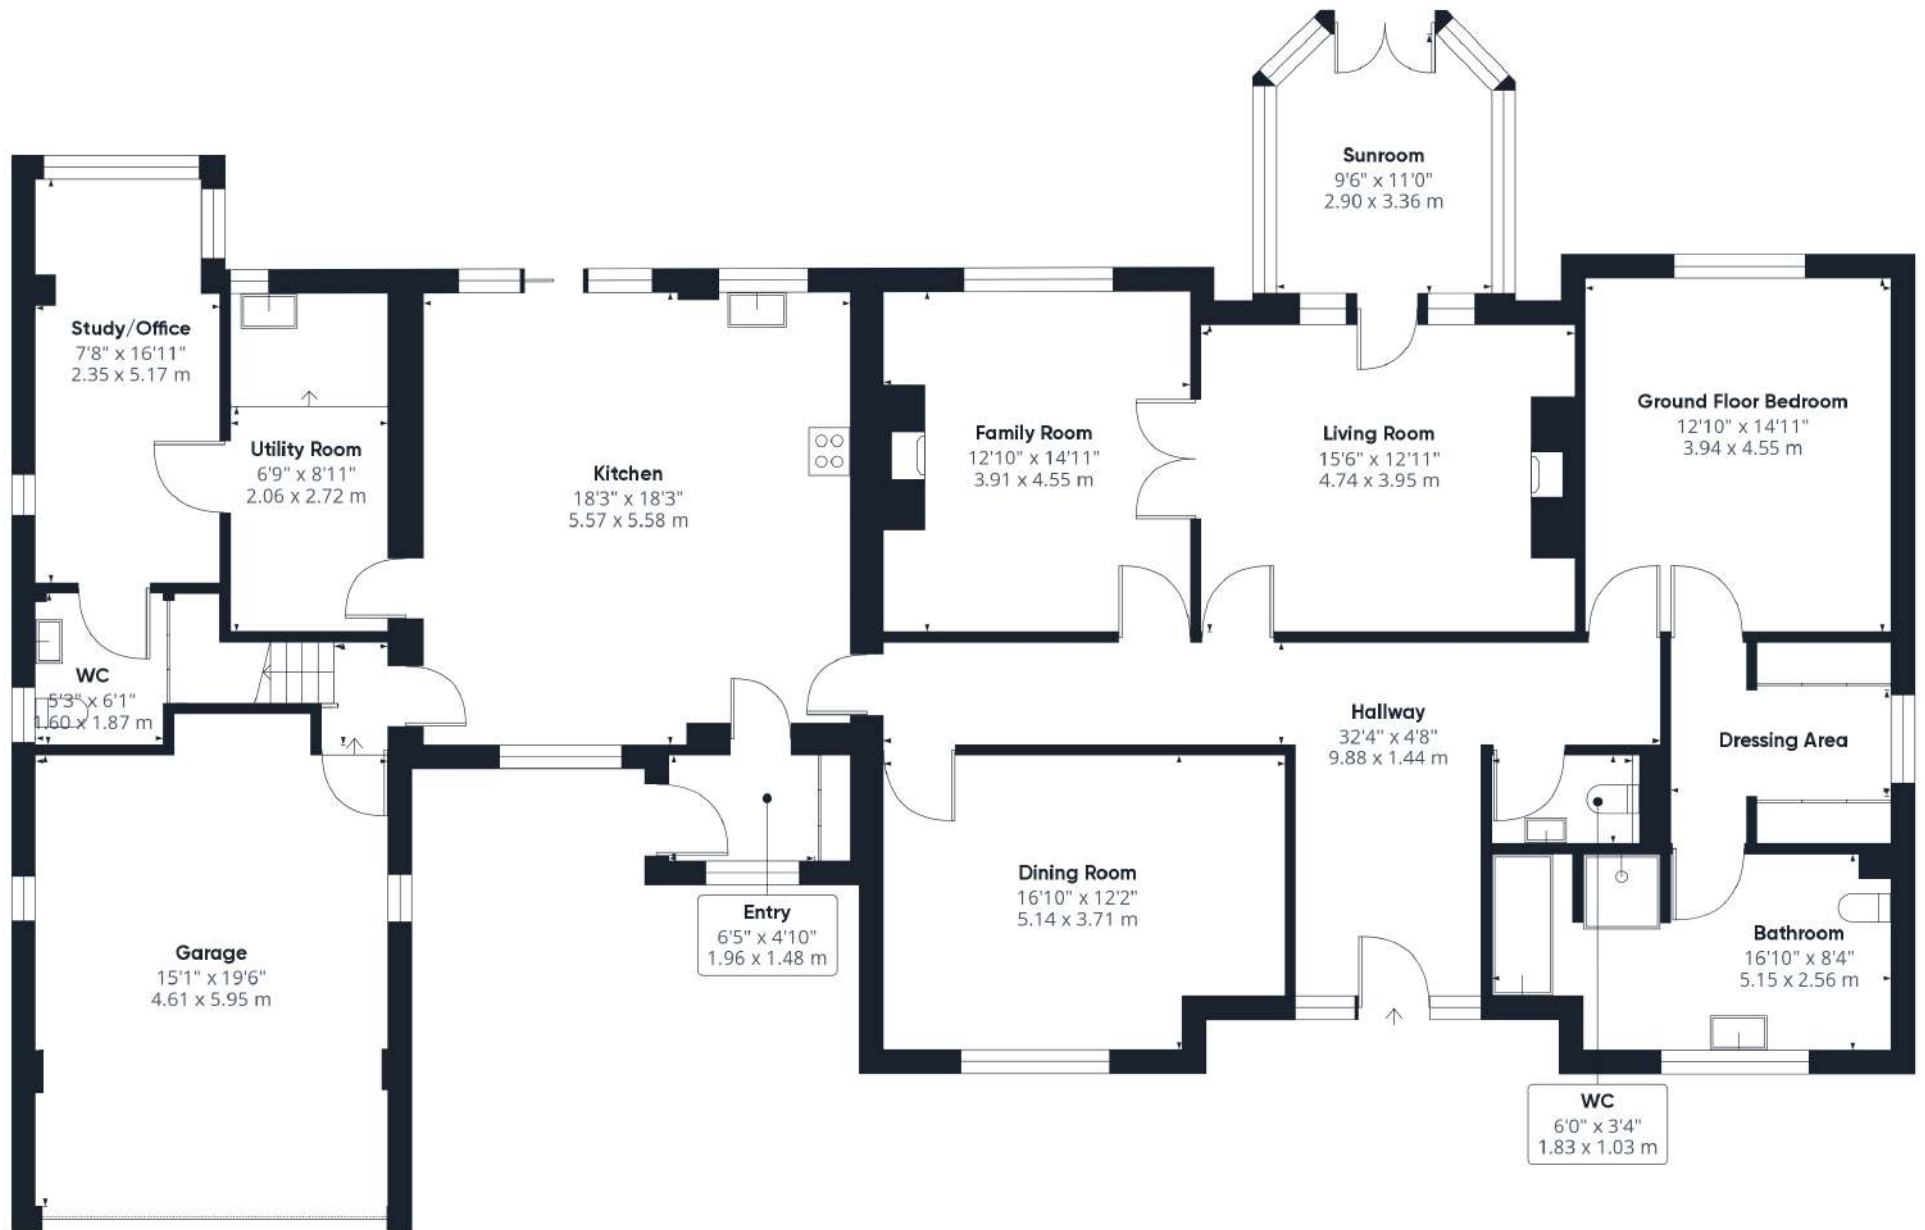 Sunroom
9'6" x 11'0"
2.90 x 3.36 m
Study/Office
7'8" x 16'11"
2.35 x 5.17 m
Utility Room
6'9" x 8'11"
2.06 x 2.72 m
Kitchen
18'3" x 18'3"
5.57 x 5.58 m
Family Room
12'10" x 14'11"
3.91 x 4.55 m
Living Room
15'6" x 12'11"
4.74 x 3.95 m
Ground Floor Bedroom
12'10" x 14'11"
3.94 x 4.55 m
WC
5'3" x 6'1"
1.60 x 1.87 m
Hallway
32'4" x 4'8"
9.88 x 1.44 m
Dressing Area
Dining Room
16'10" x 12'2"
5.14 x 3.71 m
Entry
6'5" x 4'10"
1.96 x 1.48 m
Garage
15'1" x 19'6"
4.61 x 5.95 m
Bathroom
16'10" x 8'4"
5.15 x 2.56 m
WC
6'0" x 3'4"
1.83 x 1.03 m